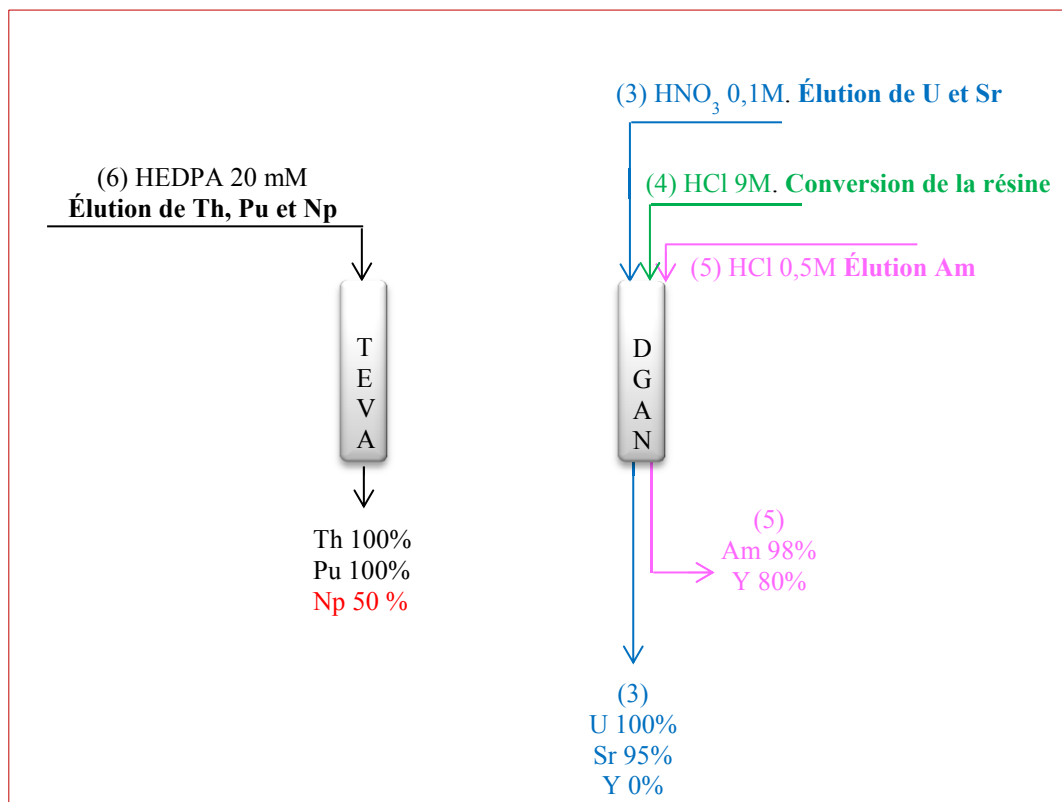 (3) HNO3 0,1M. Élution de U et Sr
(6) HEDPA 20 mM
Élution de Th, Pu et Np
(4) HCl 9M. Conversion de la résine
(5) HCl 0,5M Élution Am
T
E
V
A
D
G
A
N
Th 100%
Pu 100%
Np 50 %
(5)
Am 98%
Y 80%
(3)
U 100%
Sr 95%
Y 0%